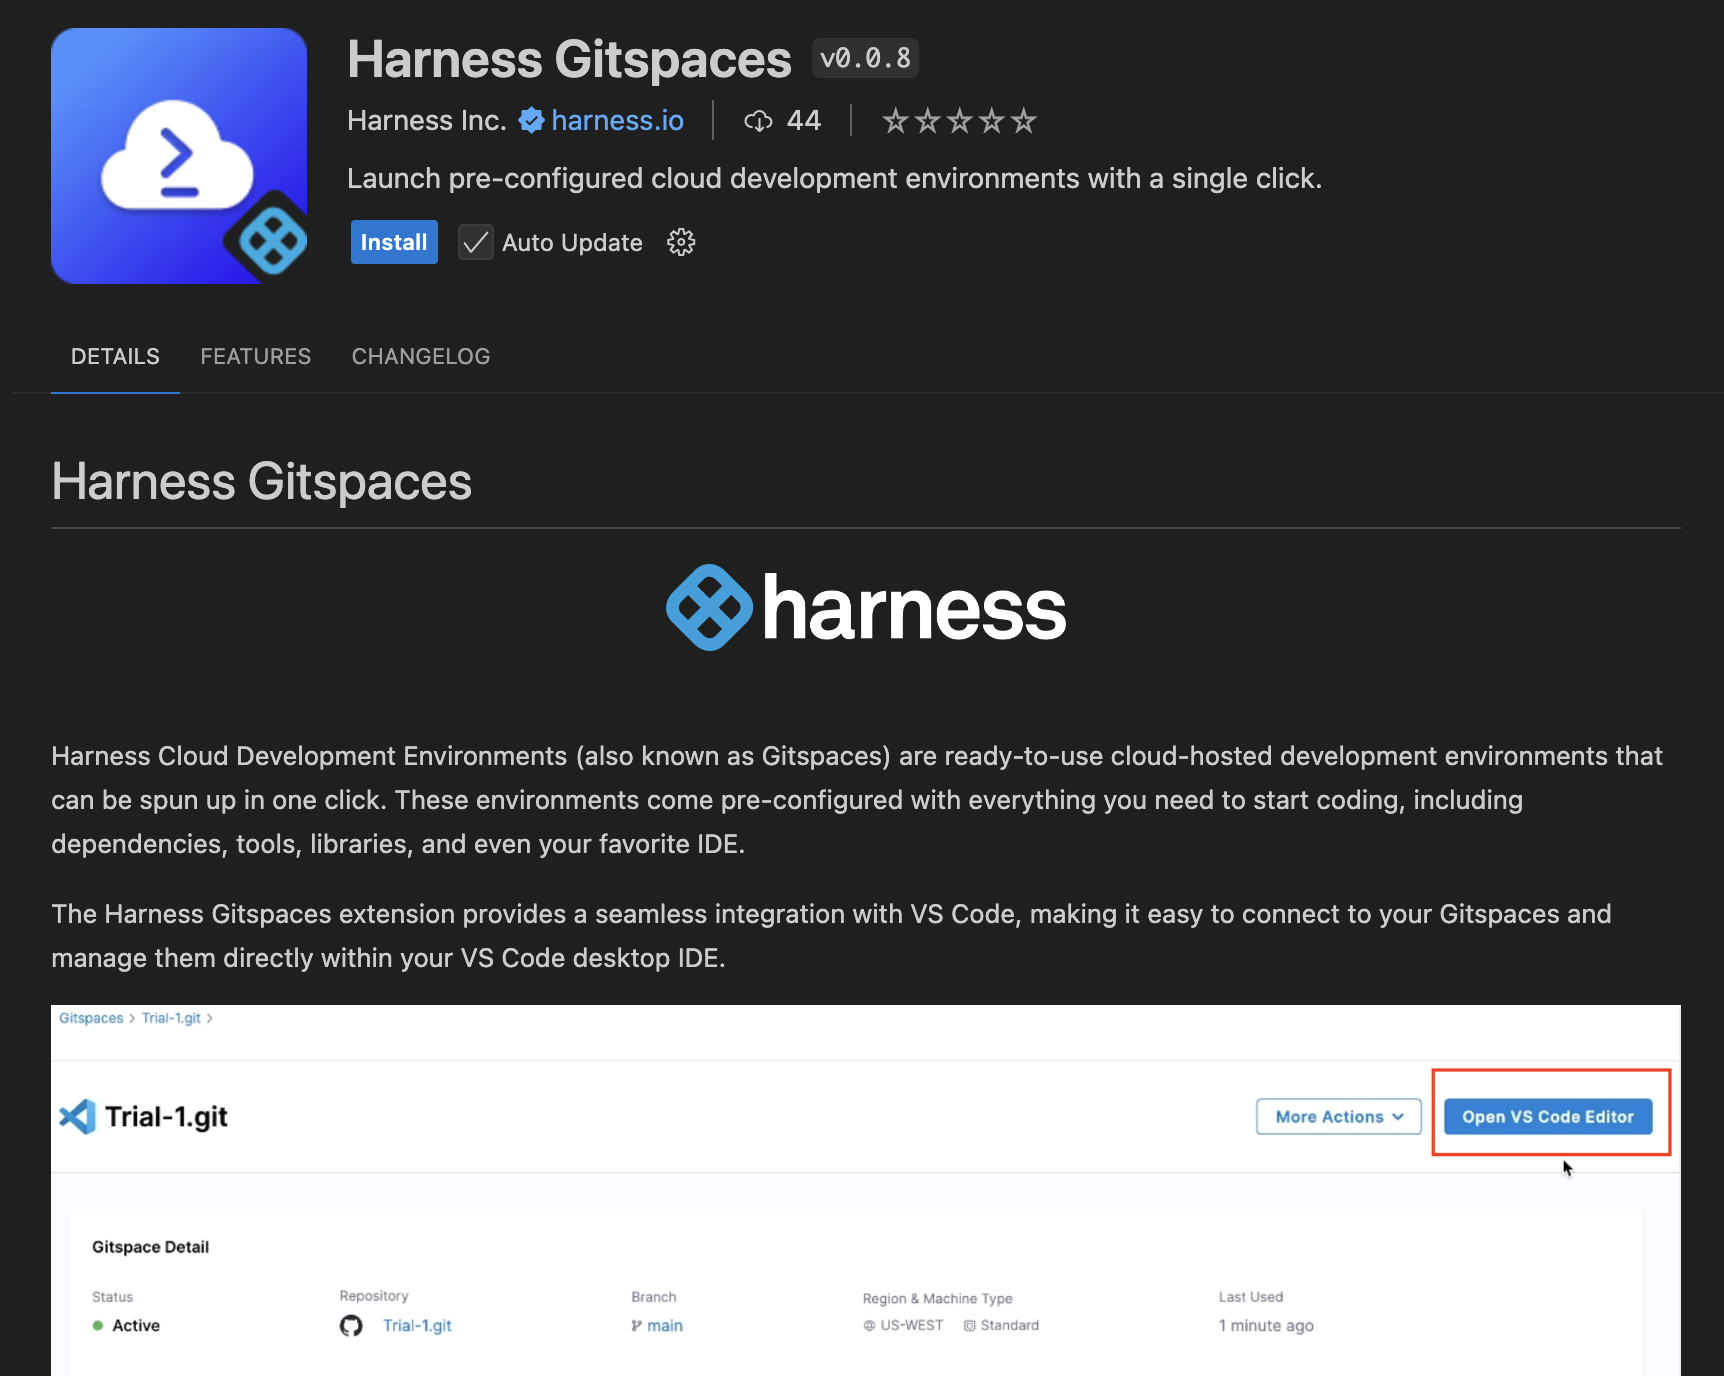 Harness Gitspaces v0.0.8
Harness Inc. harness.io 44
Launch pre-configured cloud development environments with a single click.
Install Auto Update
DETAILS FEATURES CHANGELOG
Harness Gitspaces
harness
Harness Cloud Development Environments (also known as Gitspaces) are ready-to-use cloud-hosted development environments that
can be spun up in one click. These environments come pre-configured with everything you need to start coding, including
dependencies, tools, libraries, and even your favorite IDE.
The Harness Gitspaces extension provides a seamless integration with VS Code, making it easy to connect to your Gitspaces and
manage them directly within your VS Code desktop IDE.
Gitspaces > Trial-1.git >
Trial-1.git More Actions Open VS Code Editor
Gitspace Detail
Status Repository Branch Region & Machine Type Last Used
Active Trial-1.git main US-WEST Standard 1 minute ago